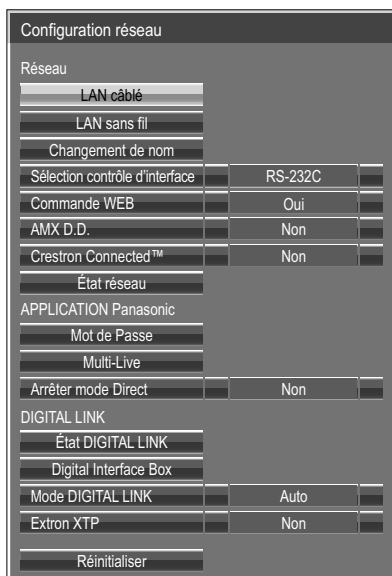 Configuration réseau
Réseau
LAN câblé
LAN sans fil
Changement de nom
Sélection contrôle d'interface RS-232C
Commande WEB Oui
AMX D.D. Non
Crestron Connected™ Non
État réseau
APPLICATION Panasonic
Mot de Passe
Multi-Live
Arrêter mode Direct Non
DIGITAL LINK
État DIGITAL LINK
Digital Interface Box
Mode DIGITAL LINK Auto
Extron XTP Non
Réinitialiser